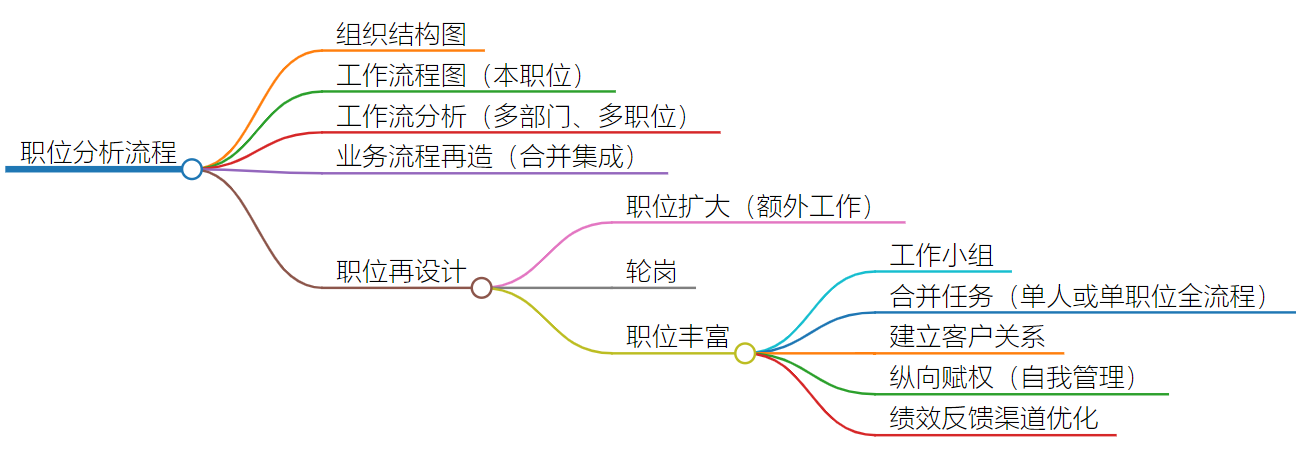 职位分析流程
组织结构图
工作流程图（本职位）
工作流分析（多部门、多职位）
业务流程再造（合并集成）
职位再设计
职位扩大（额外工作）
轮岗
职位丰富
工作小组
合并任务（单人或单职位全流程）
建立客户关系
纵向赋权（自我管理）
绩效反馈渠道优化